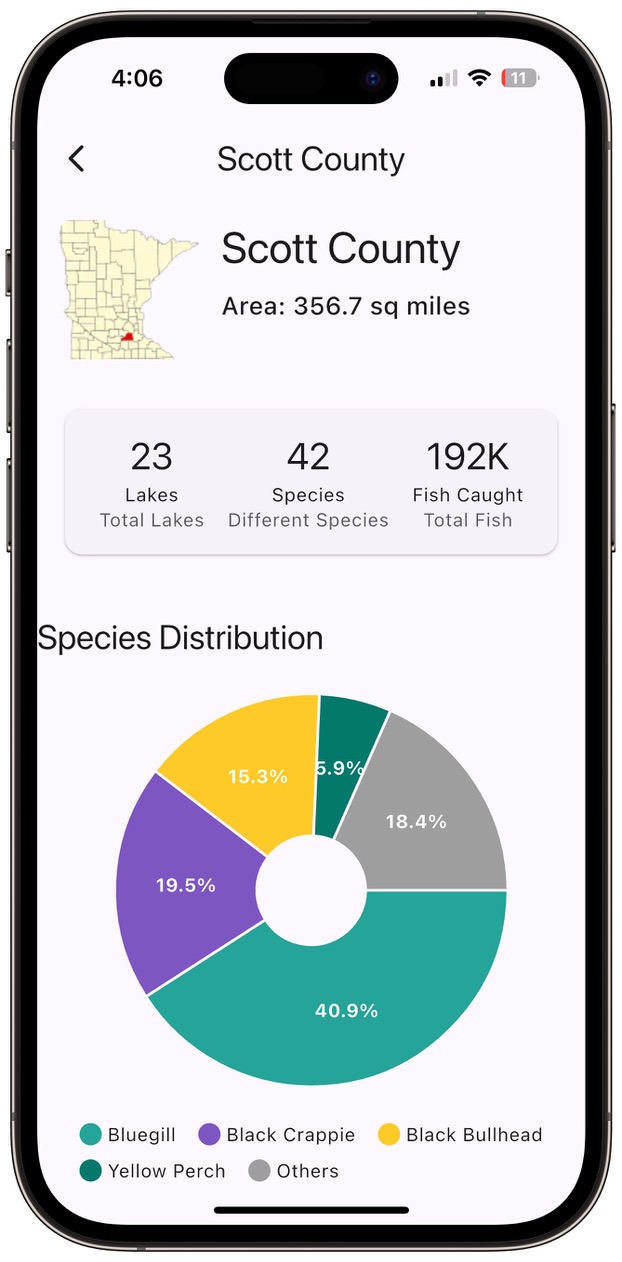 4:06
11
Scott County
Scott County
Area: 356.7 sq miles
23 42 192K
Lakes Species Fish Caught
Total Lakes Different Species Total Fish
Species Distribution
5.9%
15.3%
18.4%
19.5%
40.9%
Bluegill Black Crappie Black Bullhead
Yellow Perch Others